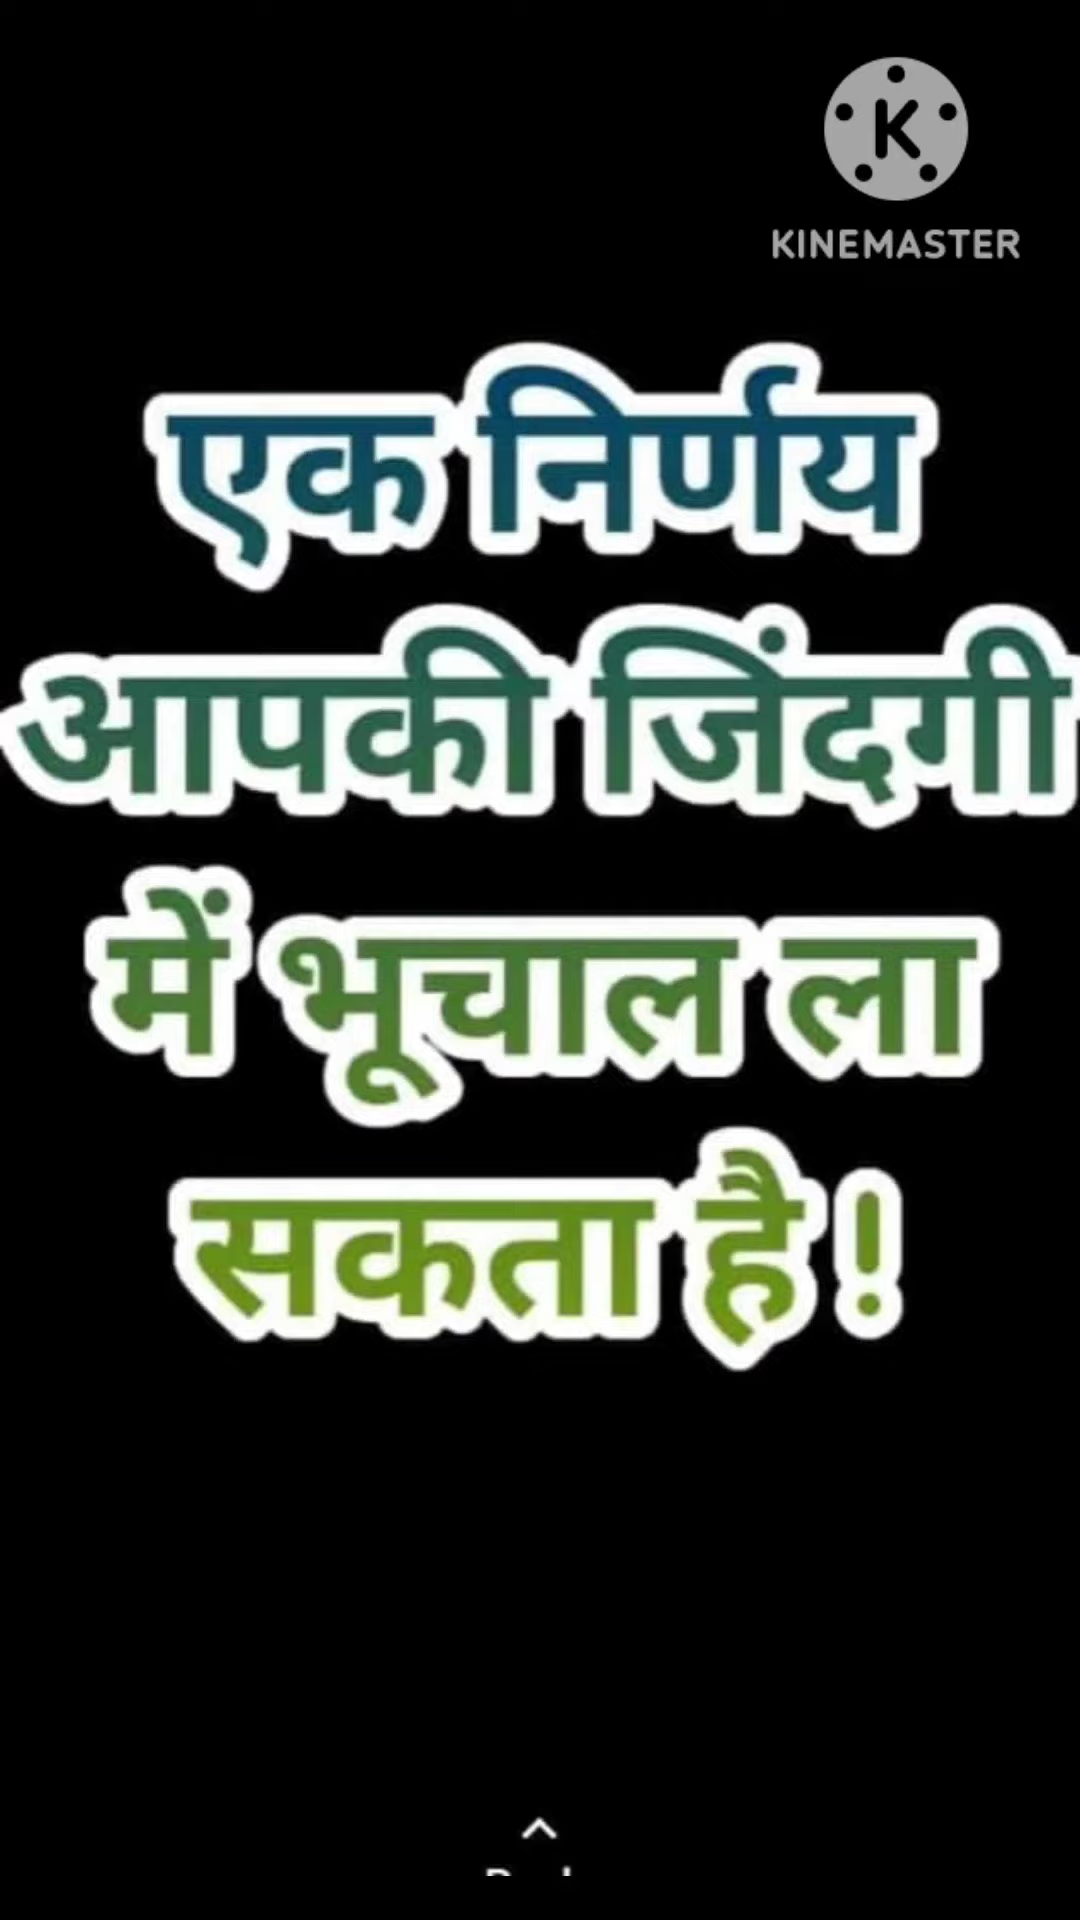 K
KINEMASTER
एक निर्णय
आपकी जिंदगी
में भूचाल ला
सकता है !